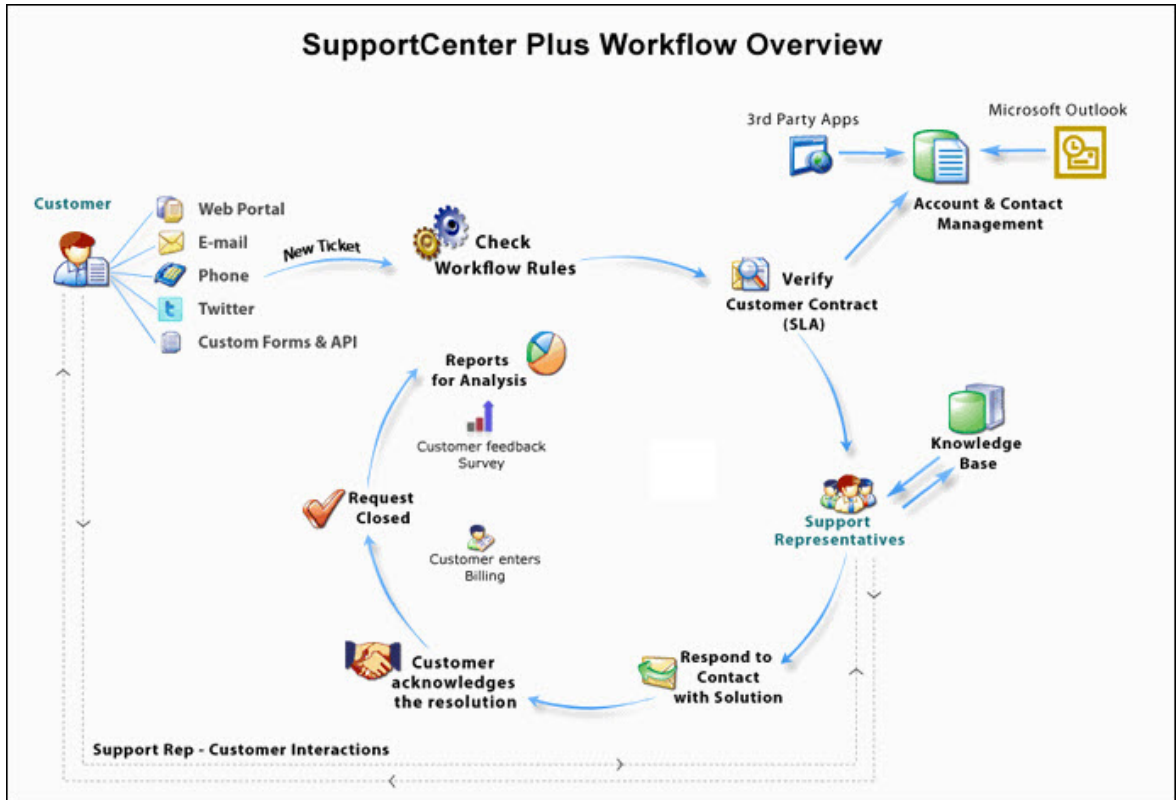 SupportCenter Plus Workflow Overview
3rd Party Apps
Microsoft Outlook
Account & Contact
Management
Customer
Web Portal
E-mail
Phone
Twitter
Custom Forms & API
New Ticket
Check
Workflow Rules
Verify
Customer Contract
(SLA)
Reports
for Analysis
Customer feedback
Survey
Knowledge
Base
Request
Closed
Support
Representatives
Customer enters
Billing
Customer
acknowledges
the resolution
Respond to
Contact
with Solution
Support Rep - Customer Interactions